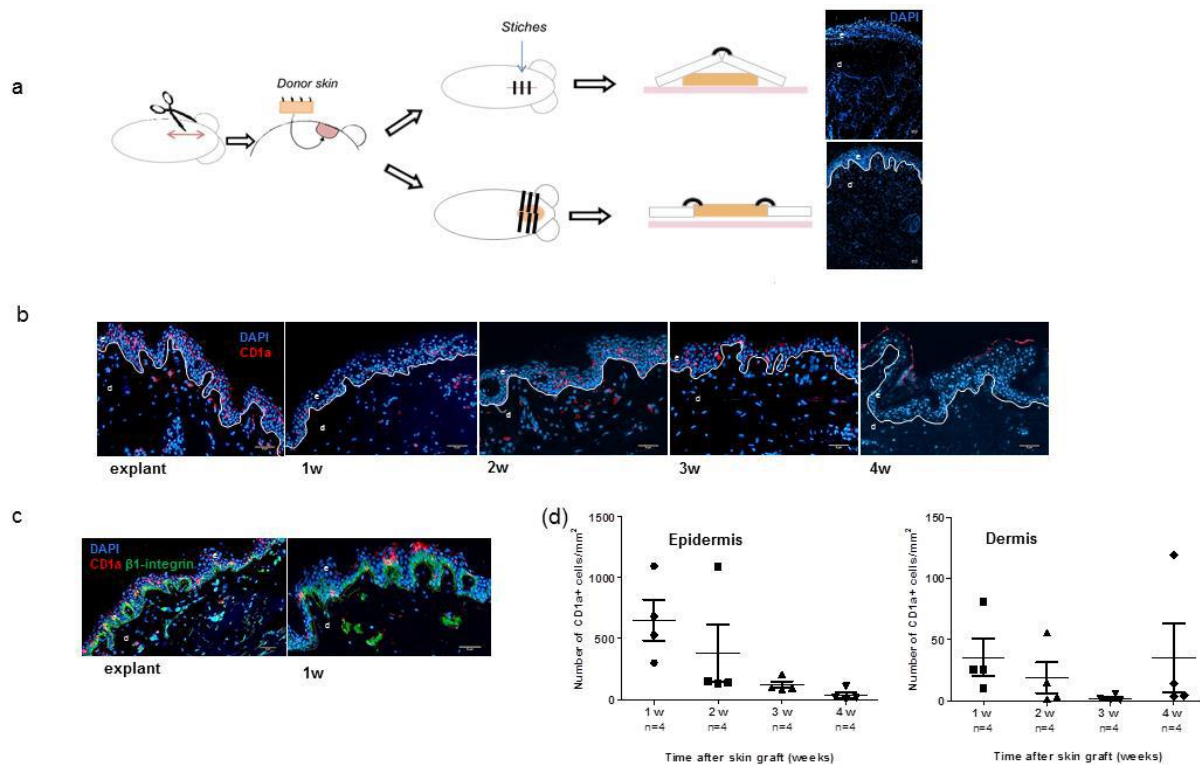 a
Donor skin
Stiches
DAPI
e
d
e
d
b
DAPI
CD1a
e
d
explant
e
d
1w
e
d
2w
e
d
3w
e
d
4w
c
DAPI
CD1a β1-integrin
e
d
explant
e
d
1w
(d)
Epidermis
Number of CD1a+ cells/mm²
1500
1000
500
0
1 w 2 w 3 w 4 w
n=4 n=4 n=4 n=4
Time after skin graft (weeks)
Dermis
Number of CD1a+ cells/mm²
150
100
50
0
1 w 2 w 3 w 4 w
n=4 n=4 n=4 n=4
Time after skin graft (weeks)